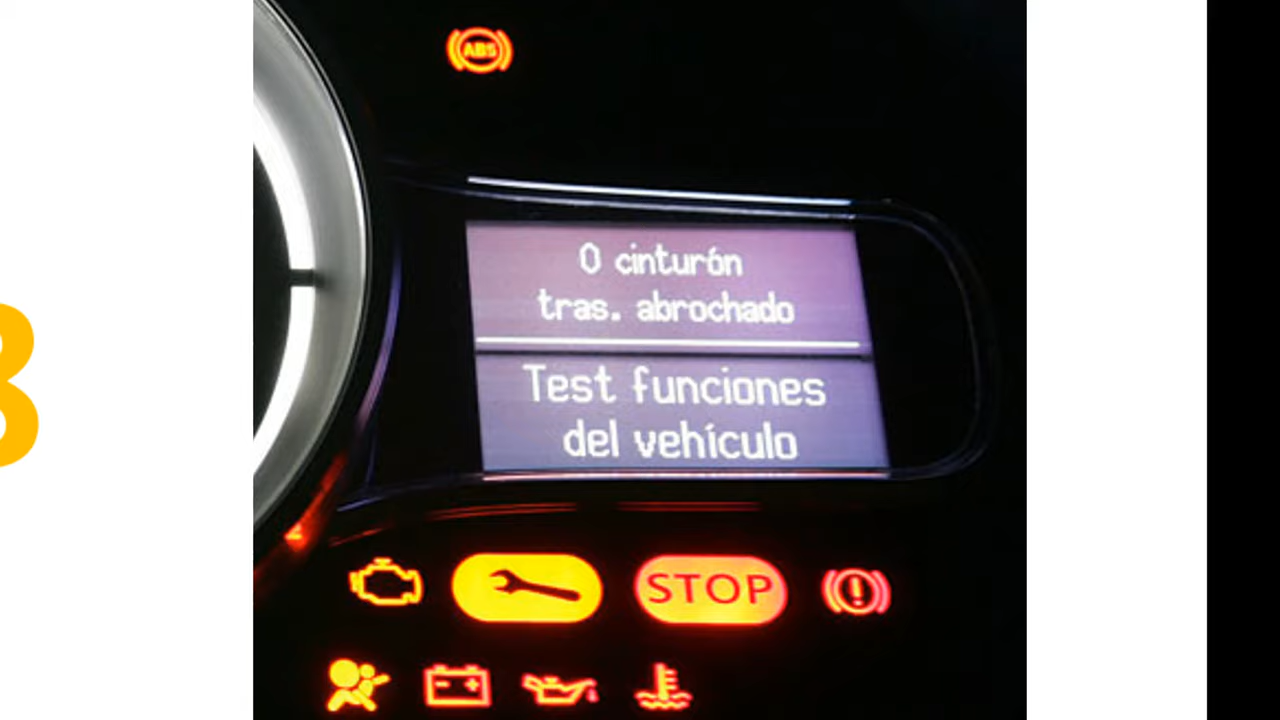 ABS
0 cinturón
tras. abrochado
Test funciones
del vehículo
STOP